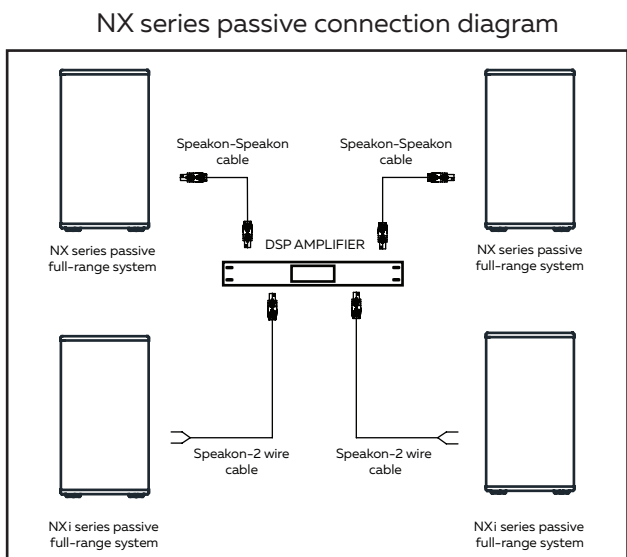 NX series passive connection diagram
Speakon-Speakon
cable
Speakon-Speakon
cable
NX series passive
full-range system
DSP AMPLIFIER
NX series passive
full-range system
Speakon-2 wire
cable
Speakon-2 wire
cable
NXi series passive
full-range system
NXi series passive
full-range system